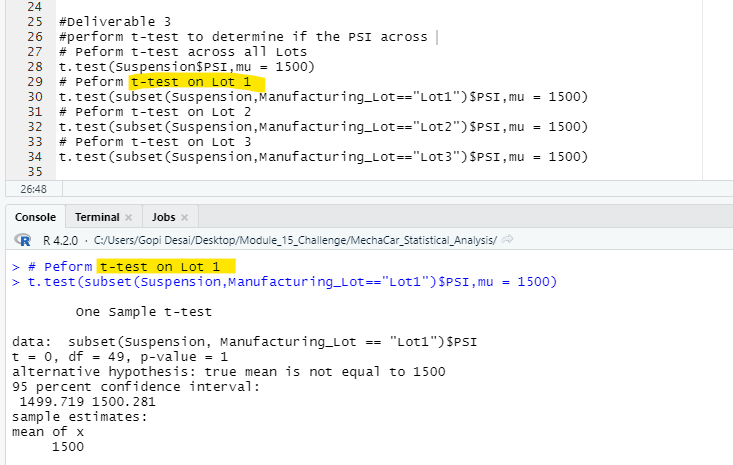 24
25 #Deliverable 3
26 #perform t-test to determine if the PSI across
27 # Peform t-test across all Lots
28 t.test(Suspension$PSI,mu = 1500)
29 # Peform t-test on Lot 1
30 t.test(subset(Suspension,Manufacturing_Lot=="Lot1")$PSI,mu = 1500)
31 # Peform t-test on Lot 2
32 t.test(subset(Suspension,Manufacturing_Lot=="Lot2")$PSI,mu = 1500)
33 # Peform t-test on Lot 3
34 t.test(subset(Suspension,Manufacturing_Lot=="Lot3")$PSI,mu = 1500)
35
26:48
Console Terminal × Jobs ×
R R 4.2.0 · C:/Users/Gopi Desai/Desktop/Module_15_Challenge/MechaCar_Statistical_Analysis/
> # Peform t-test on Lot 1
> t.test(subset(Suspension,Manufacturing_Lot=="Lot1")$PSI,mu = 1500)
One Sample t-test
data:  subset(Suspension, Manufacturing_Lot == "Lot1")$PSI
t = 0, df = 49, p-value = 1
alternative hypothesis: true mean is not equal to 1500
95 percent confidence interval:
1499.719 1500.281
sample estimates:
mean of x
1500